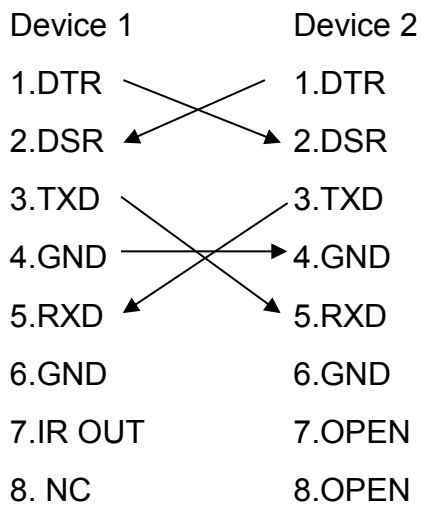 Device 1 Device 2
1.DTR 1.DTR
2.DSR 2.DSR
3.TXD 3.TXD
4.GND 4.GND
5.RXD 5.RXD
6.GND 6.GND
7.IR OUT 7.OPEN
8. NC 8.OPEN